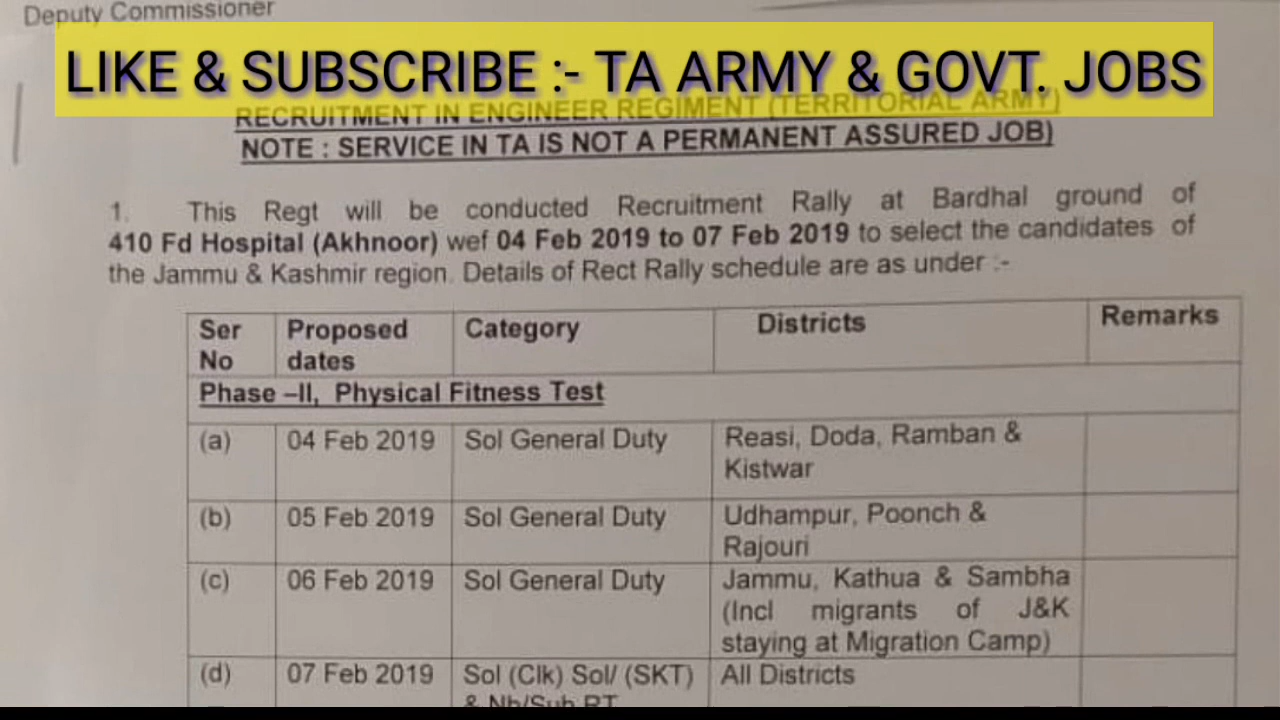 Deputy Commissioner
LIKE & SUBSCRIBE :- TA ARMY & GOVT. JOBS
RECRUITMENT IN ENGINEER REGIMENT (TERRITORIAL ARMY)
NOTE : SERVICE IN TA IS NOT A PERMANENT ASSURED JOB)
1. This Regt will be conducted Recruitment Rally at Bardhal ground of
410 Fd Hospital (Akhnoor) wef 04 Feb 2019 to 07 Feb 2019 to select the candidates of
the Jammu & Kashmir region. Details of Rect Rally schedule are as under :-
Ser No Proposed dates Category Districts Remarks
Phase –II, Physical Fitness Test
(a) 04 Feb 2019 Sol General Duty Reasi, Doda, Ramban &
Kistwar
(b) 05 Feb 2019 Sol General Duty Udhampur, Poonch &
Rajouri
(c) 06 Feb 2019 Sol General Duty Jammu, Kathua & Sambha
(Incl migrants of J&K
staying at Migration Camp)
(d) 07 Feb 2019 Sol (Clk) Sol/ (SKT) All Districts
& Nb/Sub RT